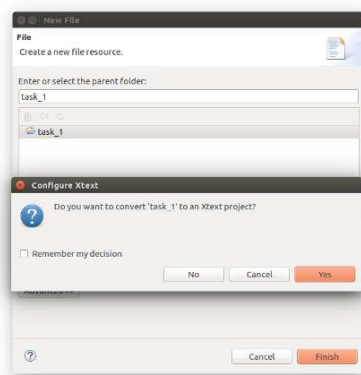 New File
File
Create a new file resource.
Enter or select the parent folder:
task_1
task_1
Configure Xtext
Do you want to convert 'task_1' to an Xtext project?
Remember my decision
No
Cancel
Yes
Advanced >>
Cancel
Finish